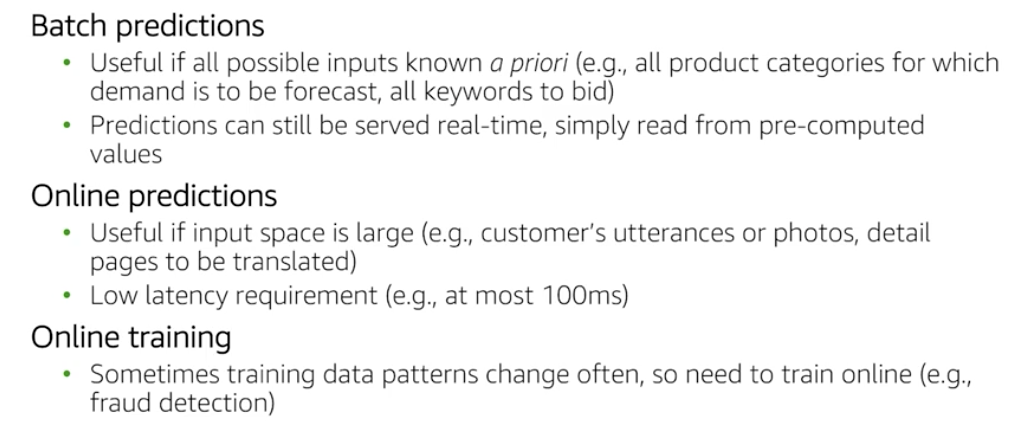 Batch predictions
• Useful if all possible inputs known a priori (e.g., all product categories for which
demand is to be forecast, all keywords to bid)
• Predictions can still be served real-time, simply read from pre-computed
values
Online predictions
• Useful if input space is large (e.g., customer’s utterances or photos, detail
pages to be translated)
• Low latency requirement (e.g., at most 100ms)
Online training
• Sometimes training data patterns change often, so need to train online (e.g.,
fraud detection)